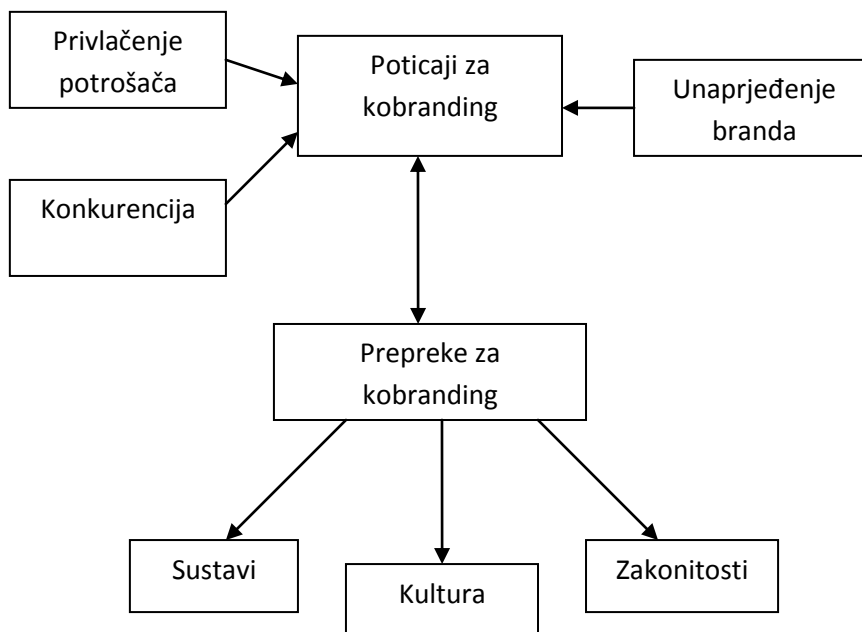 Privlačenje
potrošača
Poticaji za
kobranding
Unaprjeđenje
branda
Konkurencija
Prepreke za
kobranding
Sustavi
Kultura
Zakonitosti